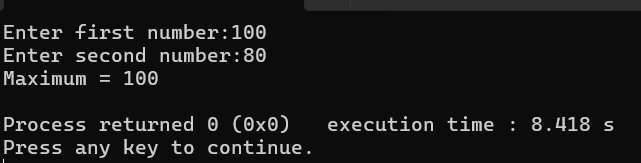 Enter first number:100
Enter second number:80
Maximum = 100
Process returned 0 (0x0)   execution time : 8.418 s
Press any key to continue.